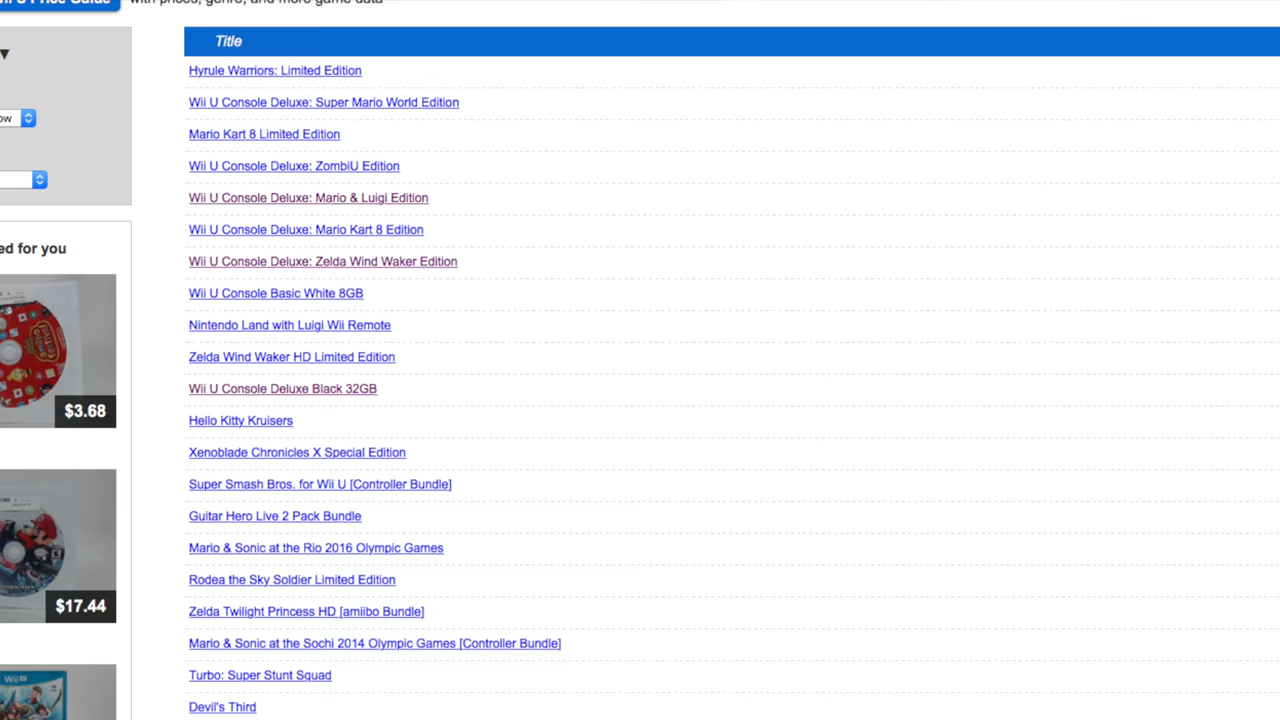 Price Guide
with prices, genre, and more game data
Title
Hyrule Warriors: Limited Edition
Wii U Console Deluxe: Super Mario World Edition
Mario Kart 8 Limited Edition
Wii U Console Deluxe: ZombiU Edition
Wii U Console Deluxe: Mario & Luigi Edition
Wii U Console Deluxe: Mario Kart 8 Edition
Wii U Console Deluxe: Zelda Wind Waker Edition
Wii U Console Basic White 8GB
Nintendo Land with Luigi Wii Remote
Zelda Wind Waker HD Limited Edition
Wii U Console Deluxe Black 32GB
Hello Kitty Kruisers
Xenoblade Chronicles X Special Edition
Super Smash Bros. for Wii U [Controller Bundle]
Guitar Hero Live 2 Pack Bundle
Mario & Sonic at the Rio 2016 Olympic Games
Rodea the Sky Soldier Limited Edition
Zelda Twilight Princess HD [amiibo Bundle]
Mario & Sonic at the Sochi 2014 Olympic Games [Controller Bundle]
Turbo: Super Stunt Squad
Devil's Third
ow
ed for you
$3.68
$17.44
Wii U